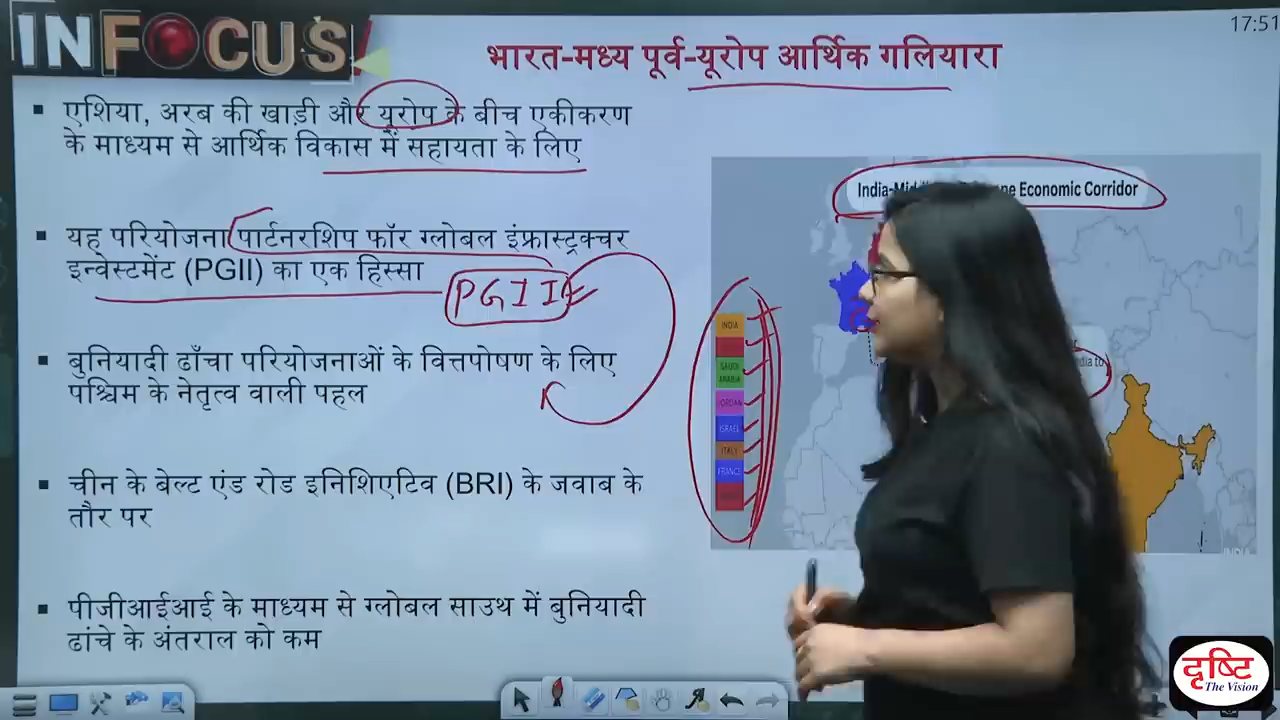 INFOCUS!
17:51
भारत-मध्य पूर्व-यूरोप आर्थिक गलियारा
▪ एशिया, अरब की खाड़ी और यूरोप के बीच एकीकरण
के माध्यम से आर्थिक विकास में सहायता के लिए
▪ यह परियोजना पार्टनरशिप फॉर ग्लोबल इंफ्रास्ट्रक्चर
इन्वेस्टमेंट (PGII) का एक हिस्सा
PGII
▪ बुनियादी ढाँचा परियोजनाओं के वित्तपोषण के लिए
पश्चिम के नेतृत्व वाली पहल
▪ चीन के बेल्ट एंड रोड इनिशिएटिव (BRI) के जवाब के
तौर पर
▪ पीजीआईआई के माध्यम से ग्लोबल साउथ में बुनियादी
ढांचे के अंतराल को कम
Economic Corridor
INDIA
SAUDI
ARABIA
JORDAN
ISRAEL
ITALY
FRANCE
to
दृष्टि
The Vision